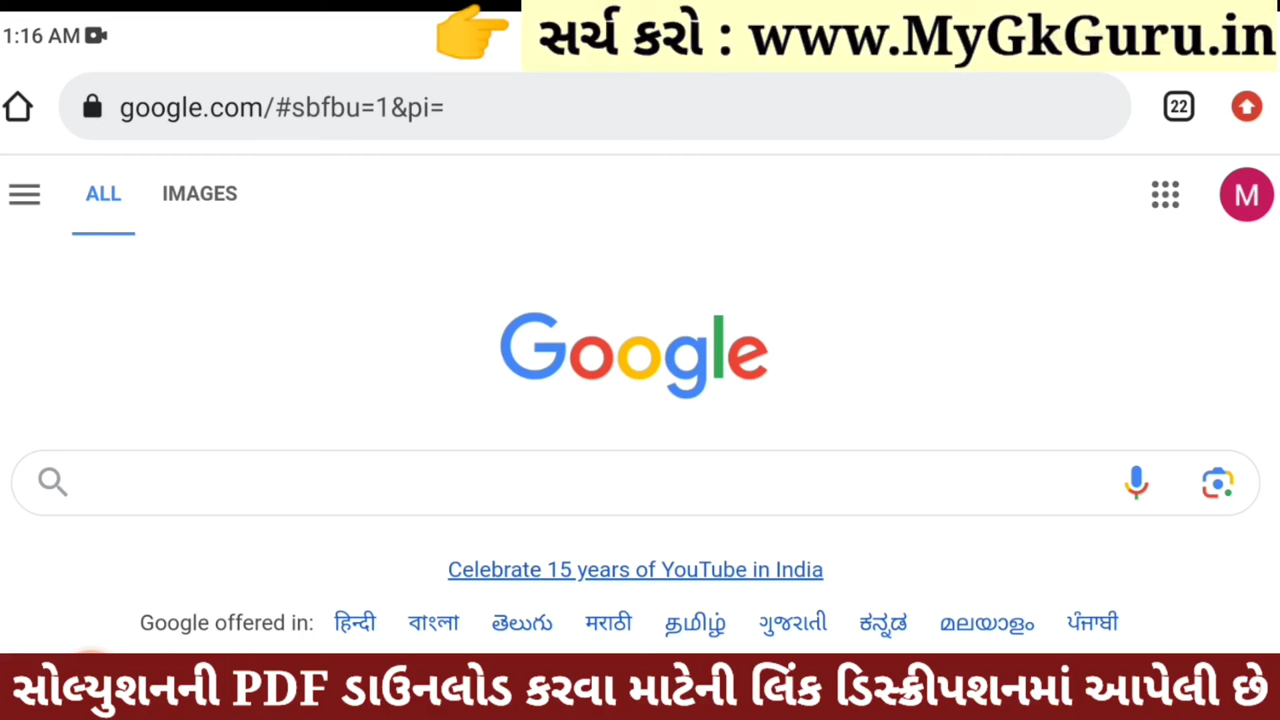 1:16 AM
સર્ચ કરો : www.MyGkGuru.in
google.com/#sbfbu=1&pi=
22
ALL IMAGES
M
Google
Celebrate 15 years of YouTube in India
Google offered in: हिन्दी বাংলা తెలుగు मराठी தமிழ் ગુજરાતી ಕನ್ನಡ മലയാളം ਪੰਜਾਬੀ
સોલ્યુશનની PDF ડાઉનલોડ કરવા માટેની લિંક ડિસ્ક્રીપશનમાં આપેલી છે